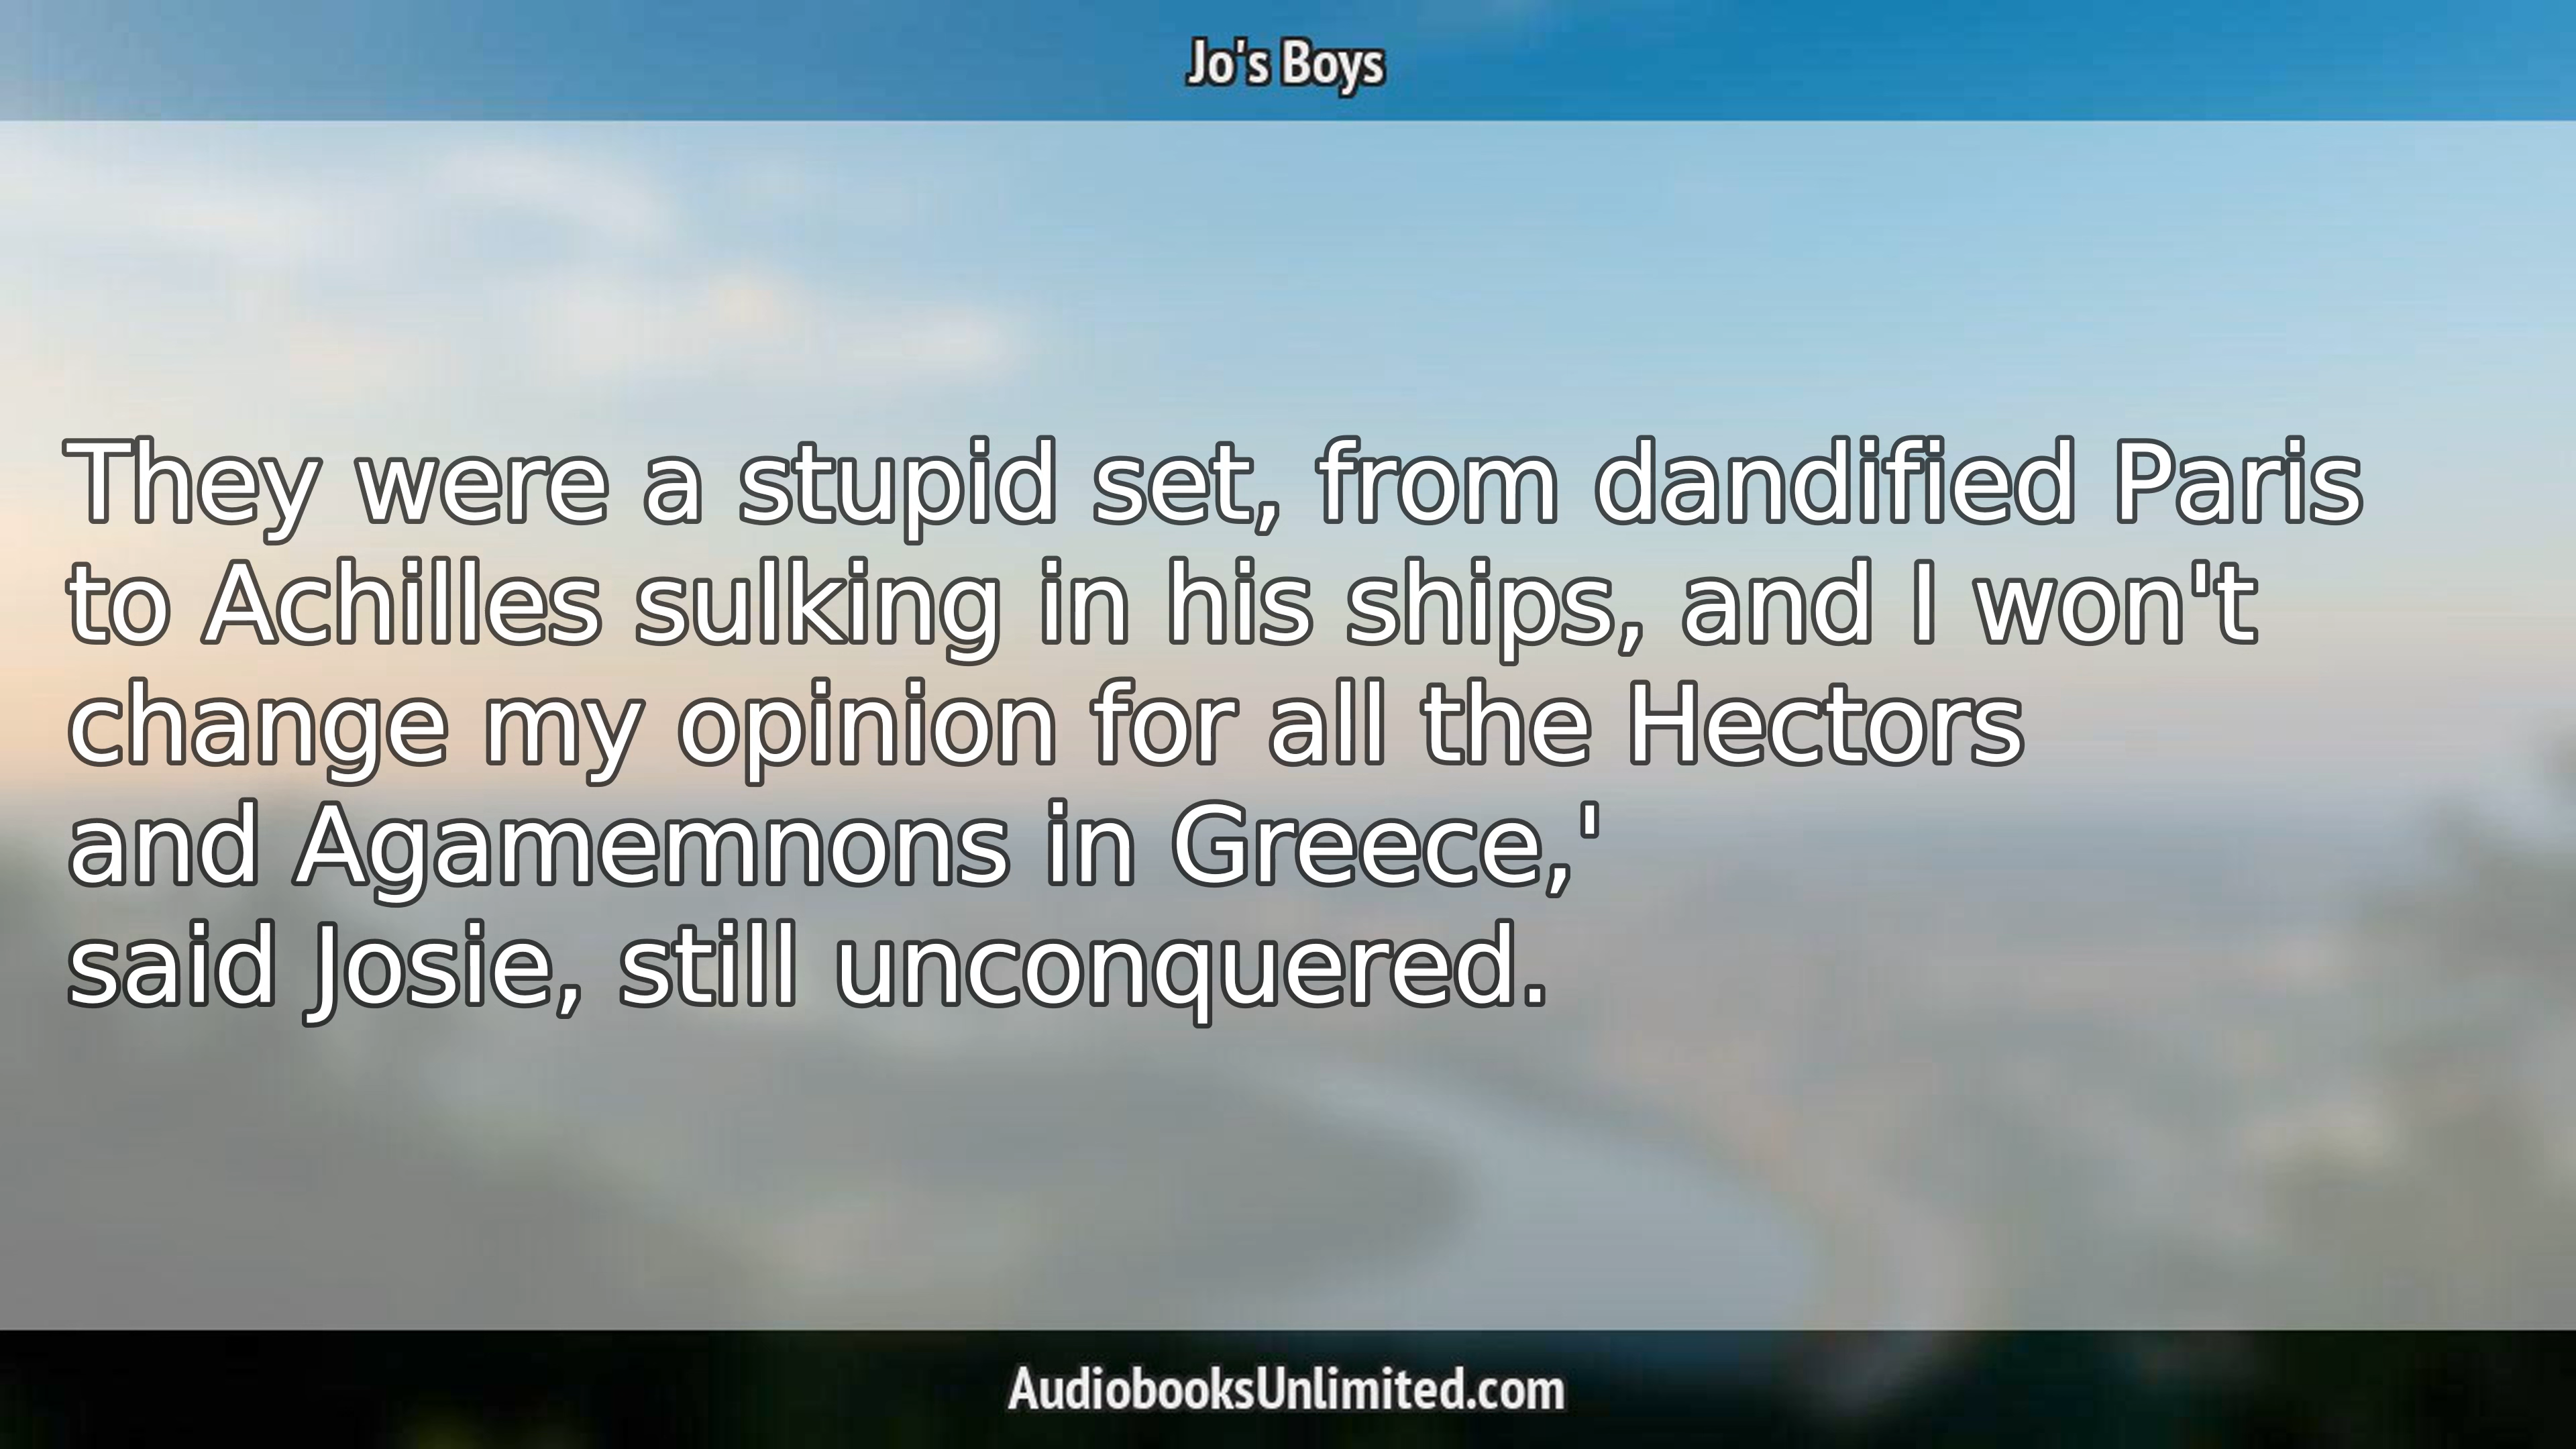 Jo's Boys
They were a stupid set, from dandified Paris
to Achilles sulking in his ships, and I won't
change my opinion for all the Hectors
and Agamemnons in Greece,'
said Josie, still unconquered.
AudiobooksUnlimited.com